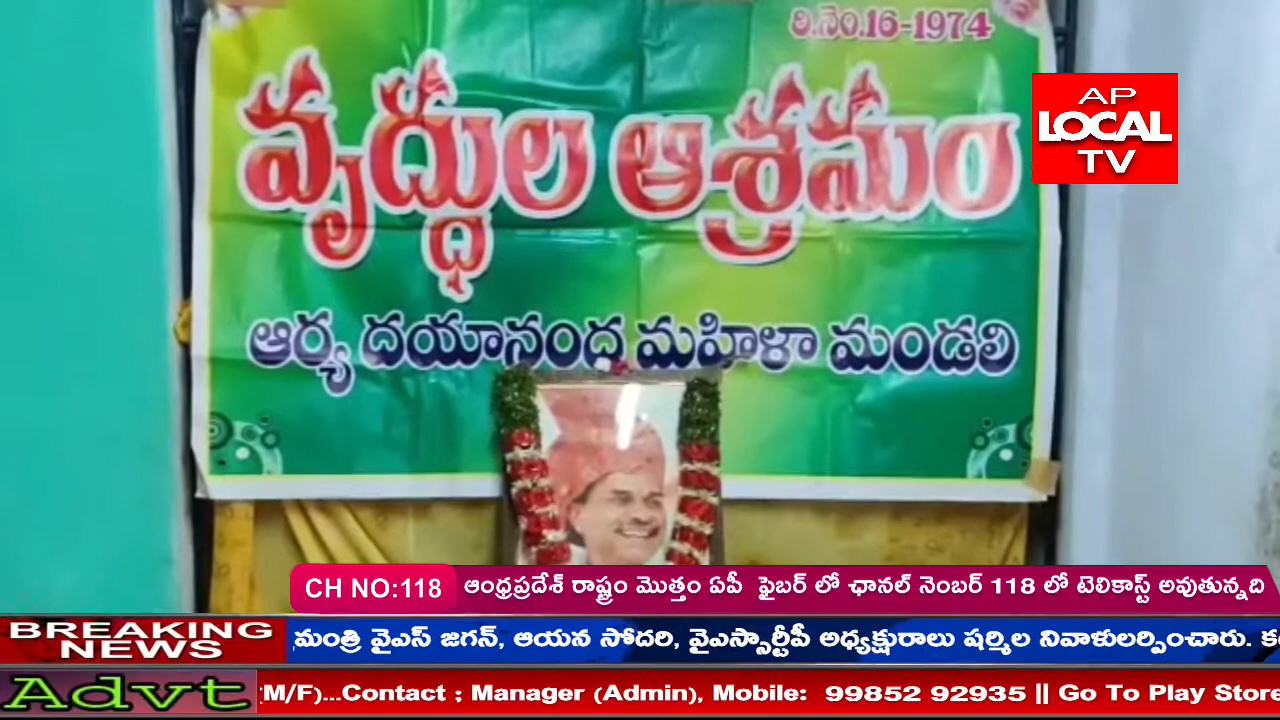 రి.నెం.16-1974
వృద్ధుల ఆశ్రమం
AP
LOCAL
TV
ఆర్య దయానంద మహిళా మండలి
CH NO:118
ఆంధ్రప్రదేశ్ రాష్ట్రం మొత్తం ఏపీ ఫైబర్ లో ఛానల్ నెంబర్ 118 లో టెలికాస్ట్ అవుతున్నది
BREAKING
NEWS
మంత్రి వైఎస్ జగన్, ఆయన సోదరి, వైఎస్సార్టీపీ అధ్యక్షురాలు షర్మిల నివాళులర్పించారు.
Advt
(M/F)...Contact ; Manager (Admin), Mobile: 99852 92935 || Go To Play Store